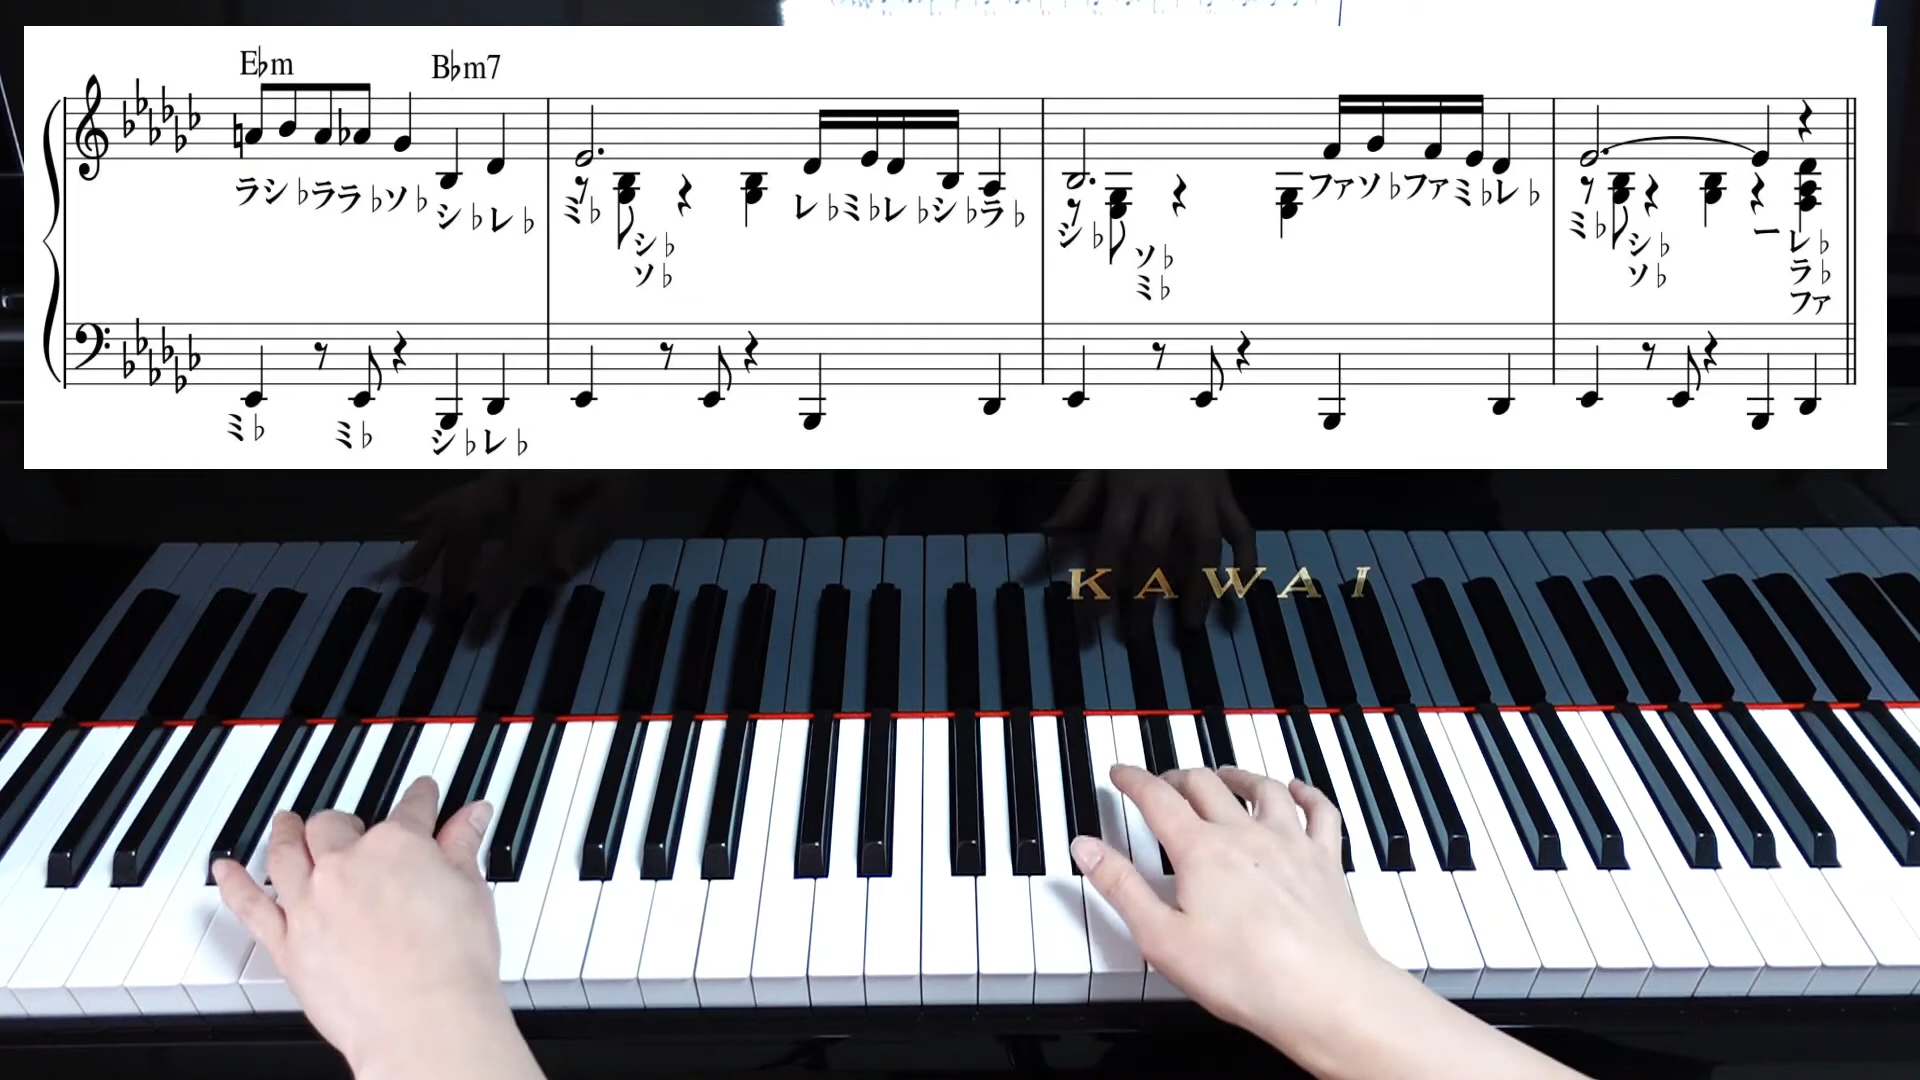 E♭m B♭m7
ラシ♭ララ♭ソ♭シ♭レ♭
ミ♭ レ♭ミ♭レ♭シ♭ラ♭
シ♭
ソ♭
シ♭ ファソ♭ファミ♭レ♭
ソ♭
ミ♭
ミ♭ ー レ♭
シ♭ ラ♭
ソ♭ ファ
ミ♭ ミ♭ シ♭レ♭
KAWAI